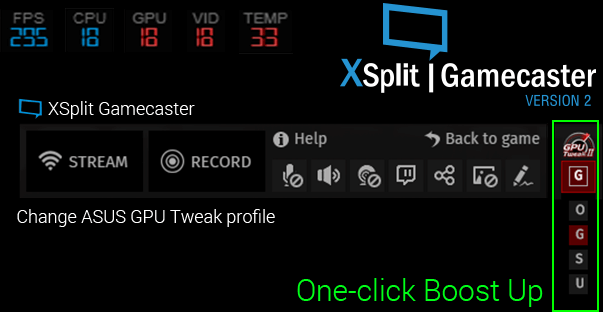 FPS CPU GPU VID TEMP
295 18 18 18 33
XSplit | Gamecaster
VERSION 2
XSplit Gamecaster
Help Back to game
STREAM RECORD
GPU
Tweak II
G
Change ASUS GPU Tweak profile
O
G
S
U
One-click Boost Up